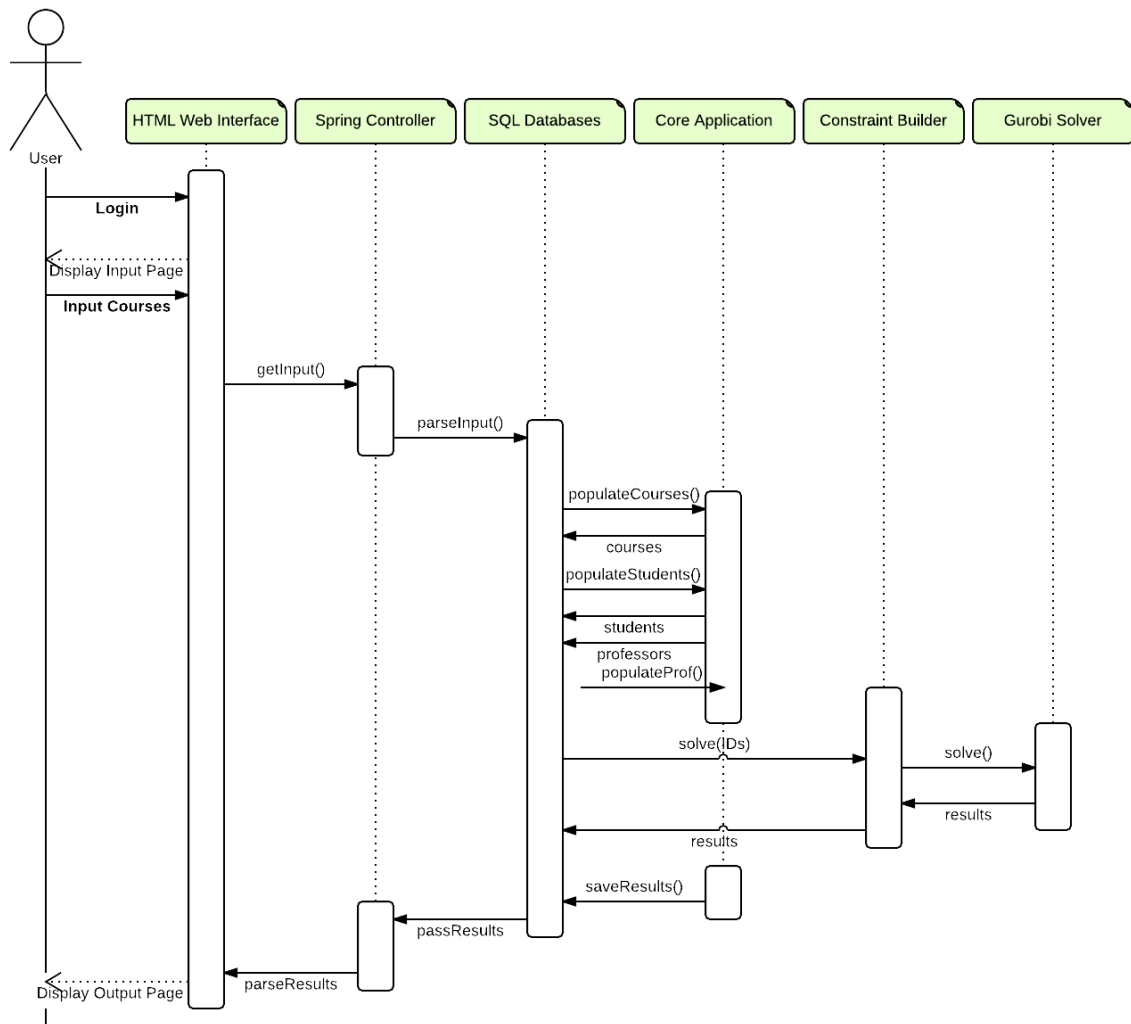 HTML Web Interface
Spring Controller
SQL Databases
Core Application
Constraint Builder
Gurobi Solver
User
Login
Display Input Page
Input Courses
getInput()
parseInput()
populateCourses()
courses
populateStudents()
students
professors
populateProf()
solve(IDs)
solve()
results
results
saveResults()
passResults
parseResults
Display Output Page